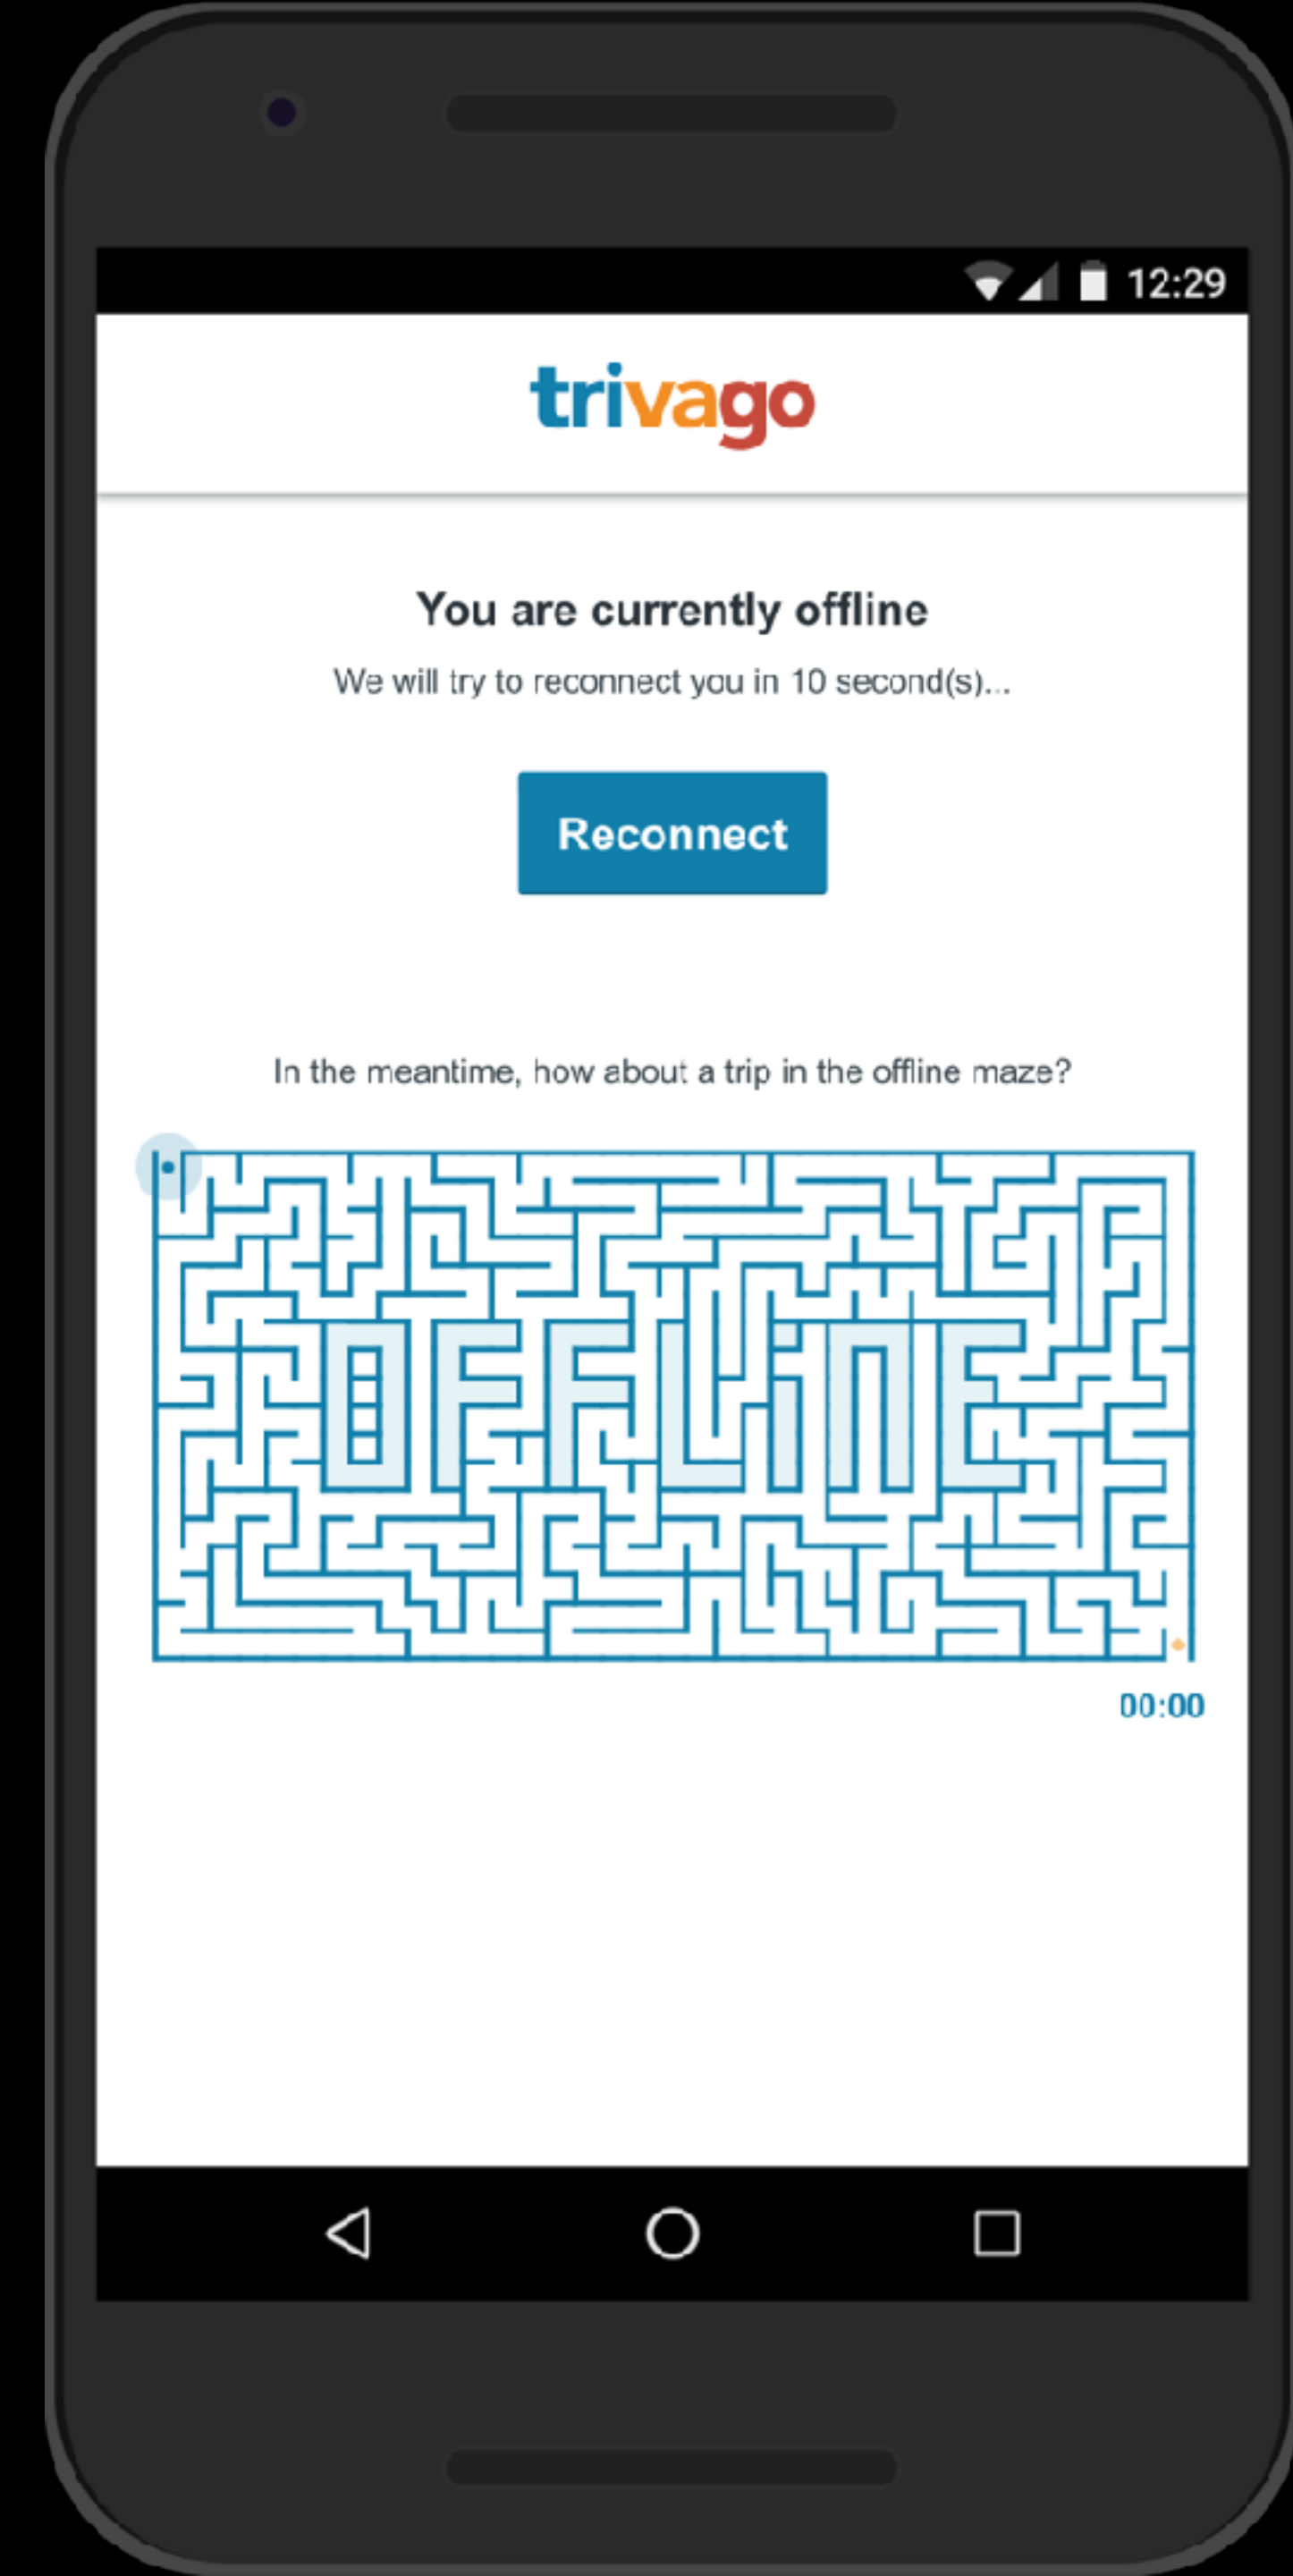 12:29
trivago
You are currently offline
We will try to reconnect you in 10 second(s)...
Reconnect
In the meantime, how about a trip in the offline maze?
OFFLINE
00:00